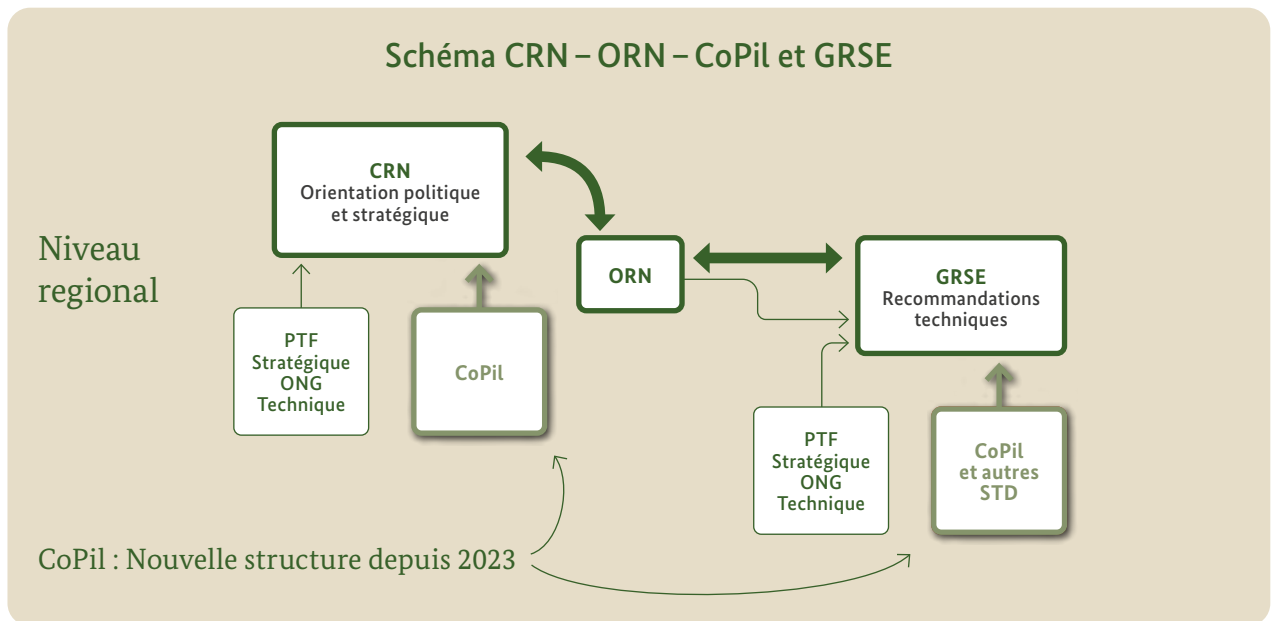 Schéma CRN – ORN – CoPil et GRSE
CRN
Orientation politique
et stratégique
Niveau
regional
ORN
GRSE
Recommandations
techniques
PTF
Stratégique
ONG
Technique
CoPil
PTF
Stratégique
ONG
Technique
CoPil
et autres
STD
CoPil : Nouvelle structure depuis 2023